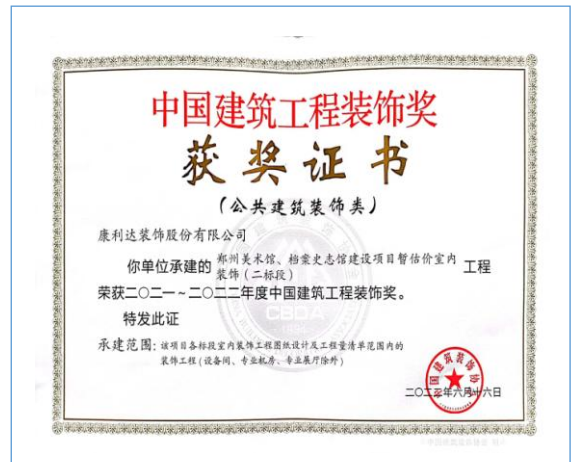 中国建筑工程装饰奖
获奖证书
(公共建筑装饰类)
康利达装饰股份有限公司
你单位承建的 郑州美术馆、档案史志馆建设项目暂估价室内装饰(二标段) 工程
荣获二〇二一~二〇二二年度中国建筑工程装饰奖。
特发此证
承建范围:该项目各标段室内装饰工程图纸设计及工程量清单范围内的
装饰工程(设备间、专业机房、专业展厅除外)
CBDA
1984
年六月十六日